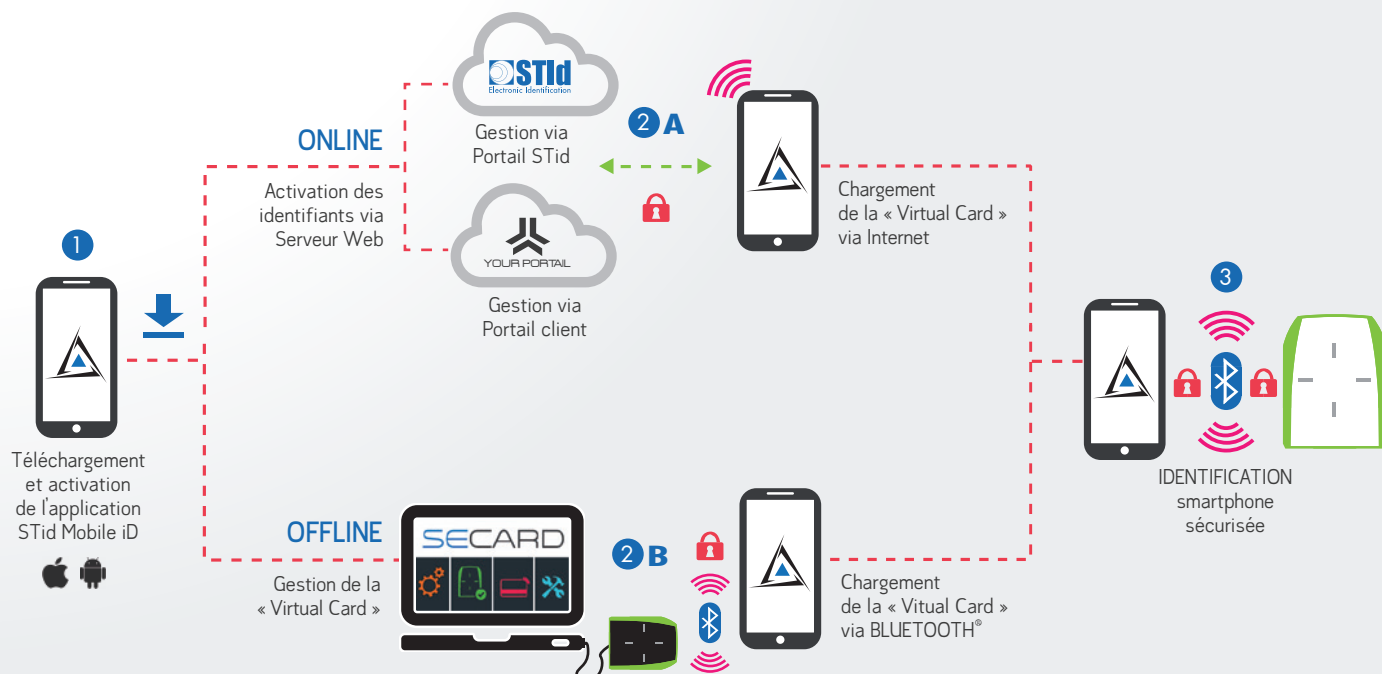 1
Téléchargement
et activation
de l'application
STid Mobile iD
ONLINE
Activation des
identifiants via
Serveur Web
STId
Electronic Identification
Gestion via
Portail STid
YOUR PORTAIL
Gestion via
Portail client
2 A
Chargement
de la « Virtual Card »
via Internet
OFFLINE
Gestion de la
« Virtual Card »
SECARD
2 B
Chargement
de la « Vitual Card »
via BLUETOOTH®
3
IDENTIFICATION
smartphone
sécurisée